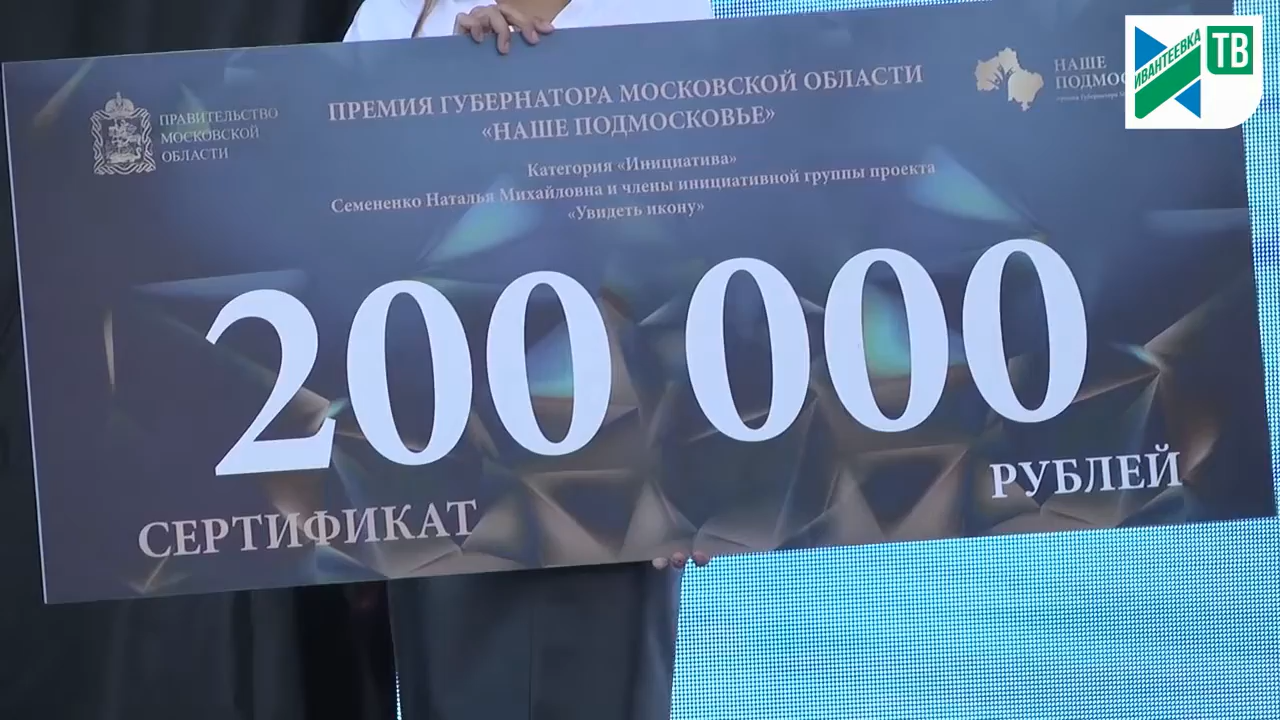 ПРАВИТЕЛЬСТВО
МОСКОВСКОЙ
ОБЛАСТИ
ПРЕМИЯ ГУБЕРНАТОРА МОСКОВСКОЙ ОБЛАСТИ
«НАШЕ ПОДМОСКОВЬЕ»
Категория «Инициатива»
Семененко Наталья Михайловна и члены инициативной группы проекта
«Увидеть икону»
НАШЕ
ПОДМОС
ИВАНТЕЕВКА
ТВ
200 000
СЕРТИФИКАТ
РУБЛЕЙ